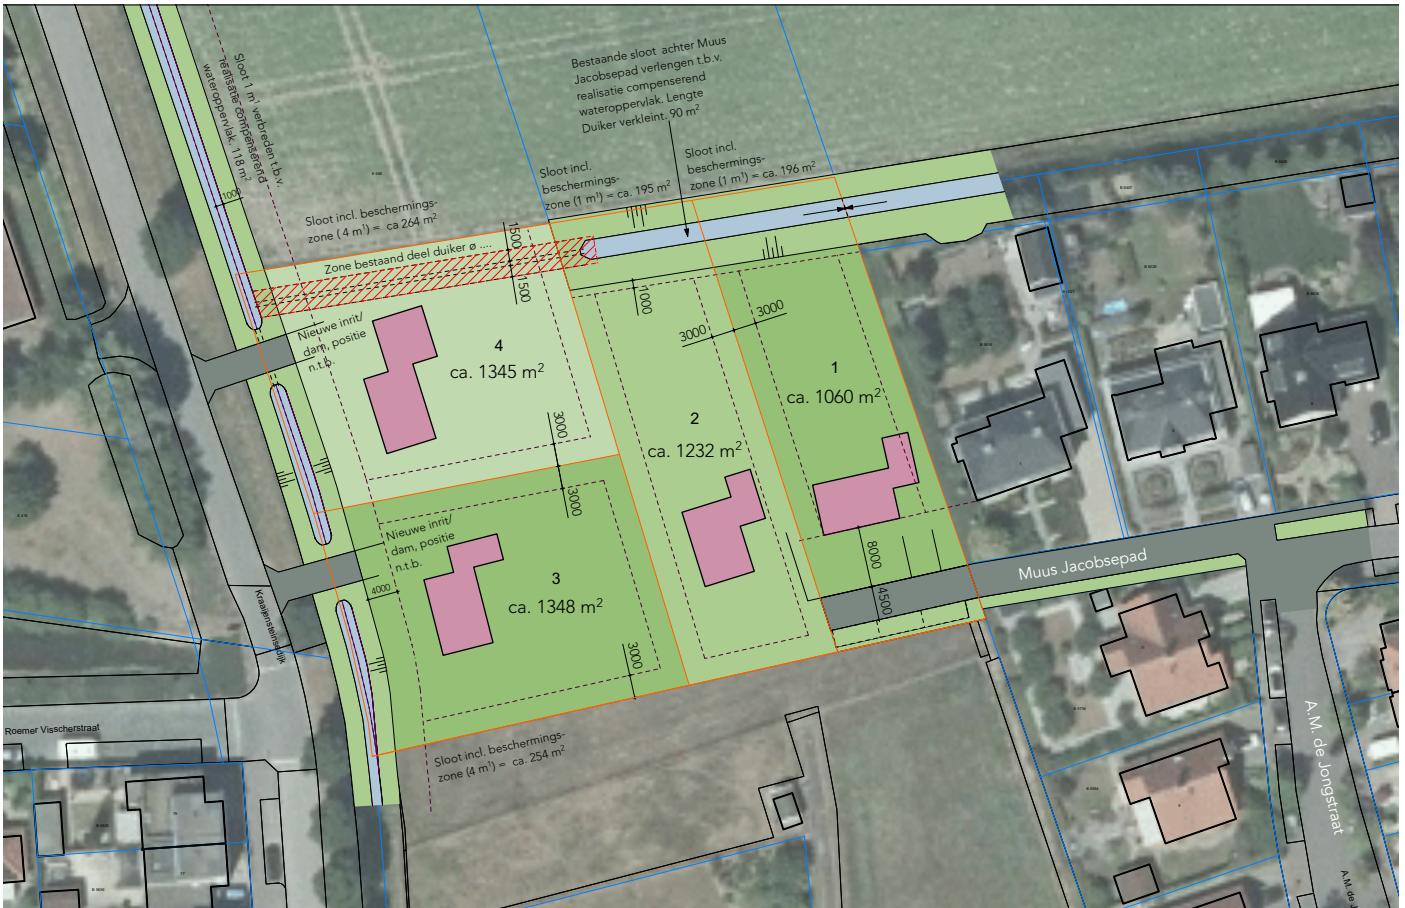 Sloot 1 m¹ verbreden t.b.v.
realisatie compenserend
wateroppervlak. 118 m²
1000
Bestaande sloot achter Muus
Jacobsepad verlengen t.b.v.
realisatie compenserend
wateroppervlak. Lengte
Duiker verkleint. 90 m²
Sloot incl.
beschermings-
zone (1 m¹) = ca. 195 m²
Sloot incl.
beschermings-
zone (1 m¹) = ca. 196 m²
Sloot incl. beschermings-
zone ( 4 m¹) = ca 264 m²
Zone bestaand deel duiker ø ....
1500
1500
1000
3000
3000
Nieuwe inrit/
dam, positie
n.t.b.
4
ca. 1345 m²
3000
3000
2
ca. 1232 m²
1
ca. 1060 m²
8000
4500
Nieuwe inrit/
dam, positie
n.t.b.
4000
3
ca. 1348 m²
3000
Sloot incl. beschermings-
zone (4 m¹) = ca. 254 m²
Kraaijensteinsedijk
Roemer Visscherstraat
Muus Jacobsepad
A.M. de Jongstraat
A.M. de J